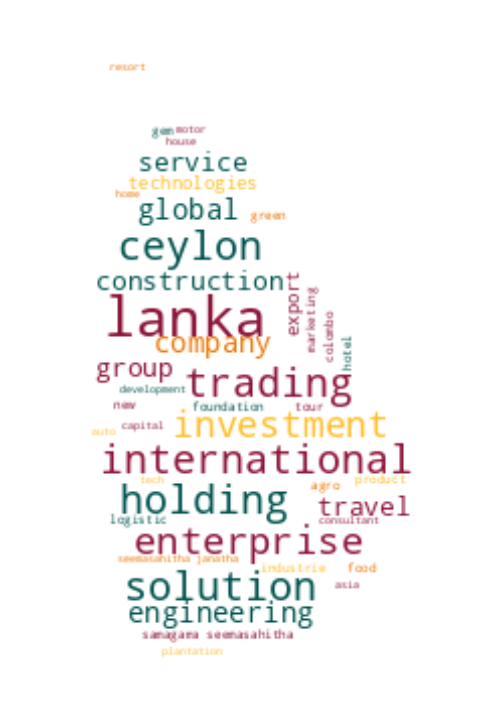 resort
gem motor
house
service
technologies
home
global green
ceylon
construction
export
marketing
colombo
hotel
lanka
company
group
trading
development
new
foundation tour
auto capital
investment
international
tech
product
agro
holding
travel
logistic
consultant
enterprise
seemasahitha janatha
industrie food
solution
asia
engineering
samagama seemasahitha
plantation